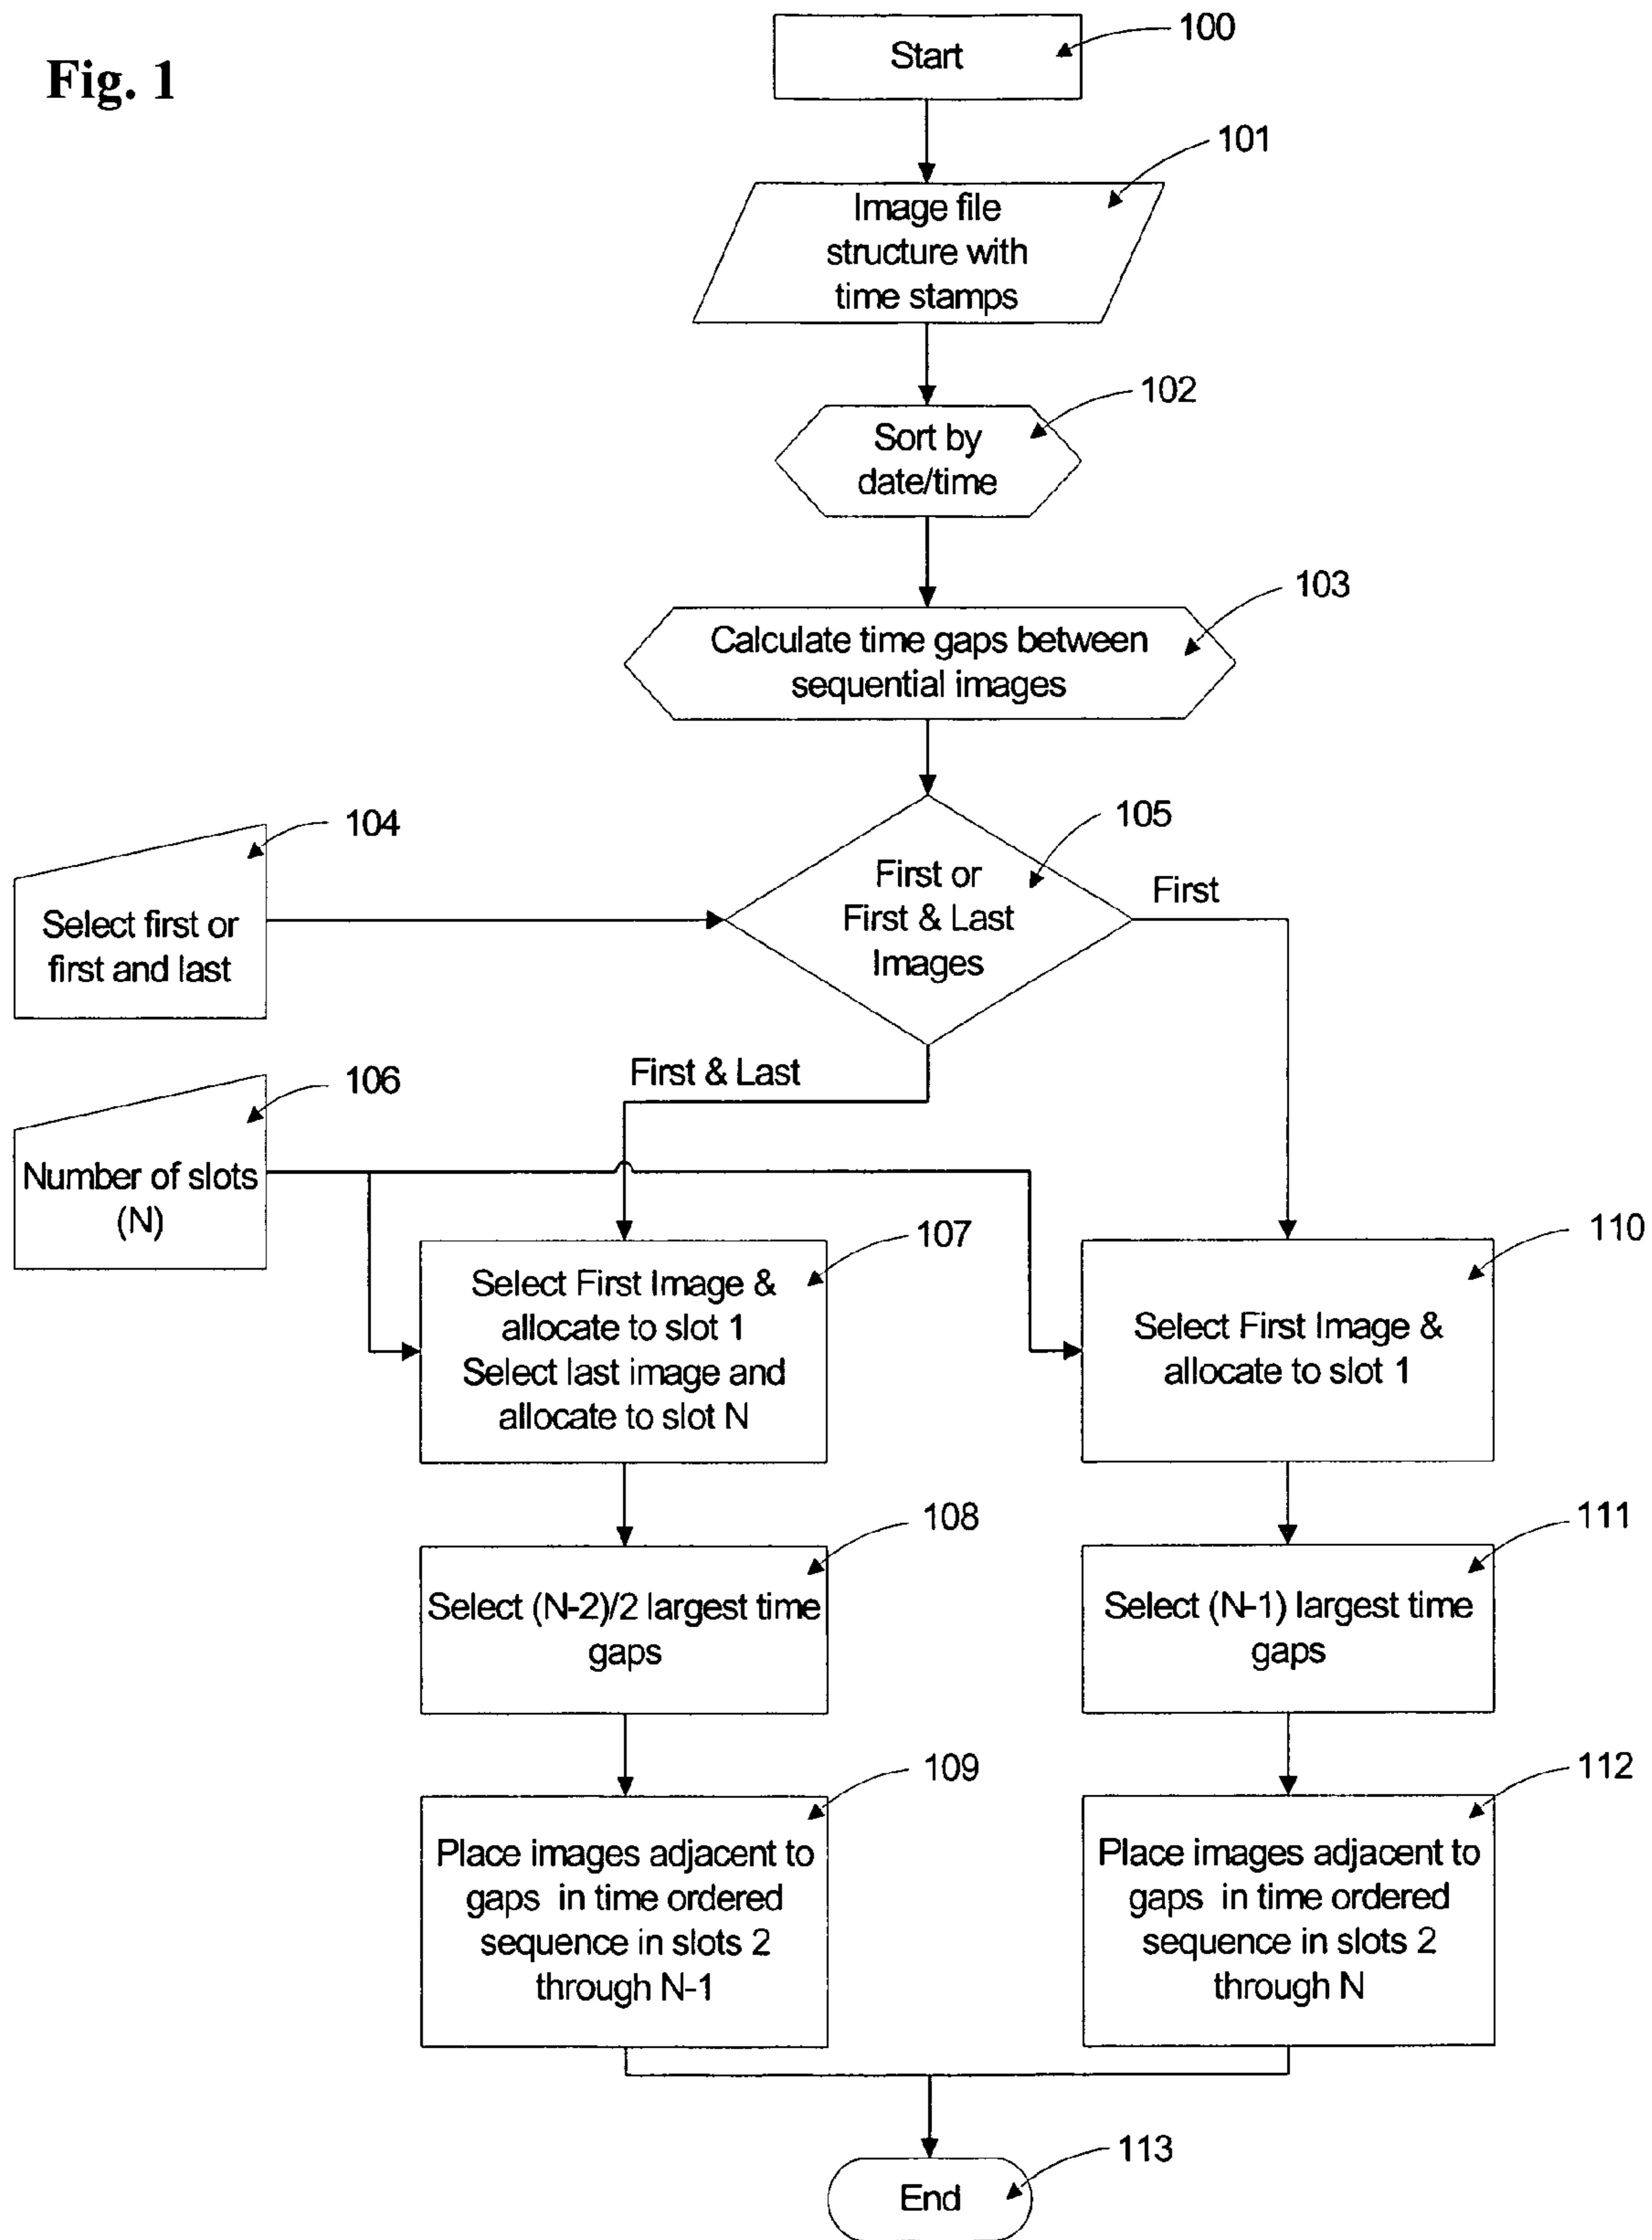 Fig. 1
Start
100
101
Image file
structure with
time stamps
102
Sort by
date/time
103
Calculate time gaps between
sequential images
104
Select first or
first and last
105
First or
First & Last
Images
First
First & Last
106
Number of slots
(N)
107
Select First Image &
allocate to slot 1
Select last image and
allocate to slot N
110
Select First Image &
allocate to slot 1
108
Select (N-2)/2 largest time
gaps
111
Select (N-1) largest time
gaps
109
Place images adjacent to
gaps in time ordered
sequence in slots 2
through N-1
112
Place images adjacent to
gaps in time ordered
sequence in slots 2
through N
113
End